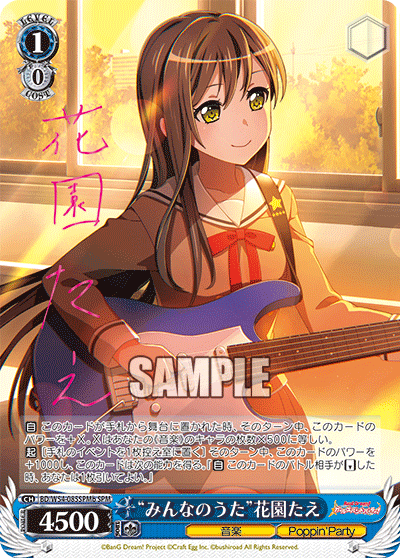 LEVEL
1
0
COST
花園たえ
SAMPLE
自 このカードが手札から舞台に置かれた時、そのターン中、このカードの
パワーを＋X。Xはあなたの《音楽》のキャラの枚数×500に等しい。
起 [手札のイベントを1枚控え室に置く] そのターン中、このカードのパワーを
＋1000し、このカードは次の能力を得る。『自 このカードのバトル相手が した
時、あなたは1枚引いてよい。』
CH BD/W54-085SPMb SPM
4500
“みんなのうた”花園たえ
音楽 Poppin'Party
©BanG Dream! Project ©Craft Egg Inc. ©bushiroad All Rights Reserved.